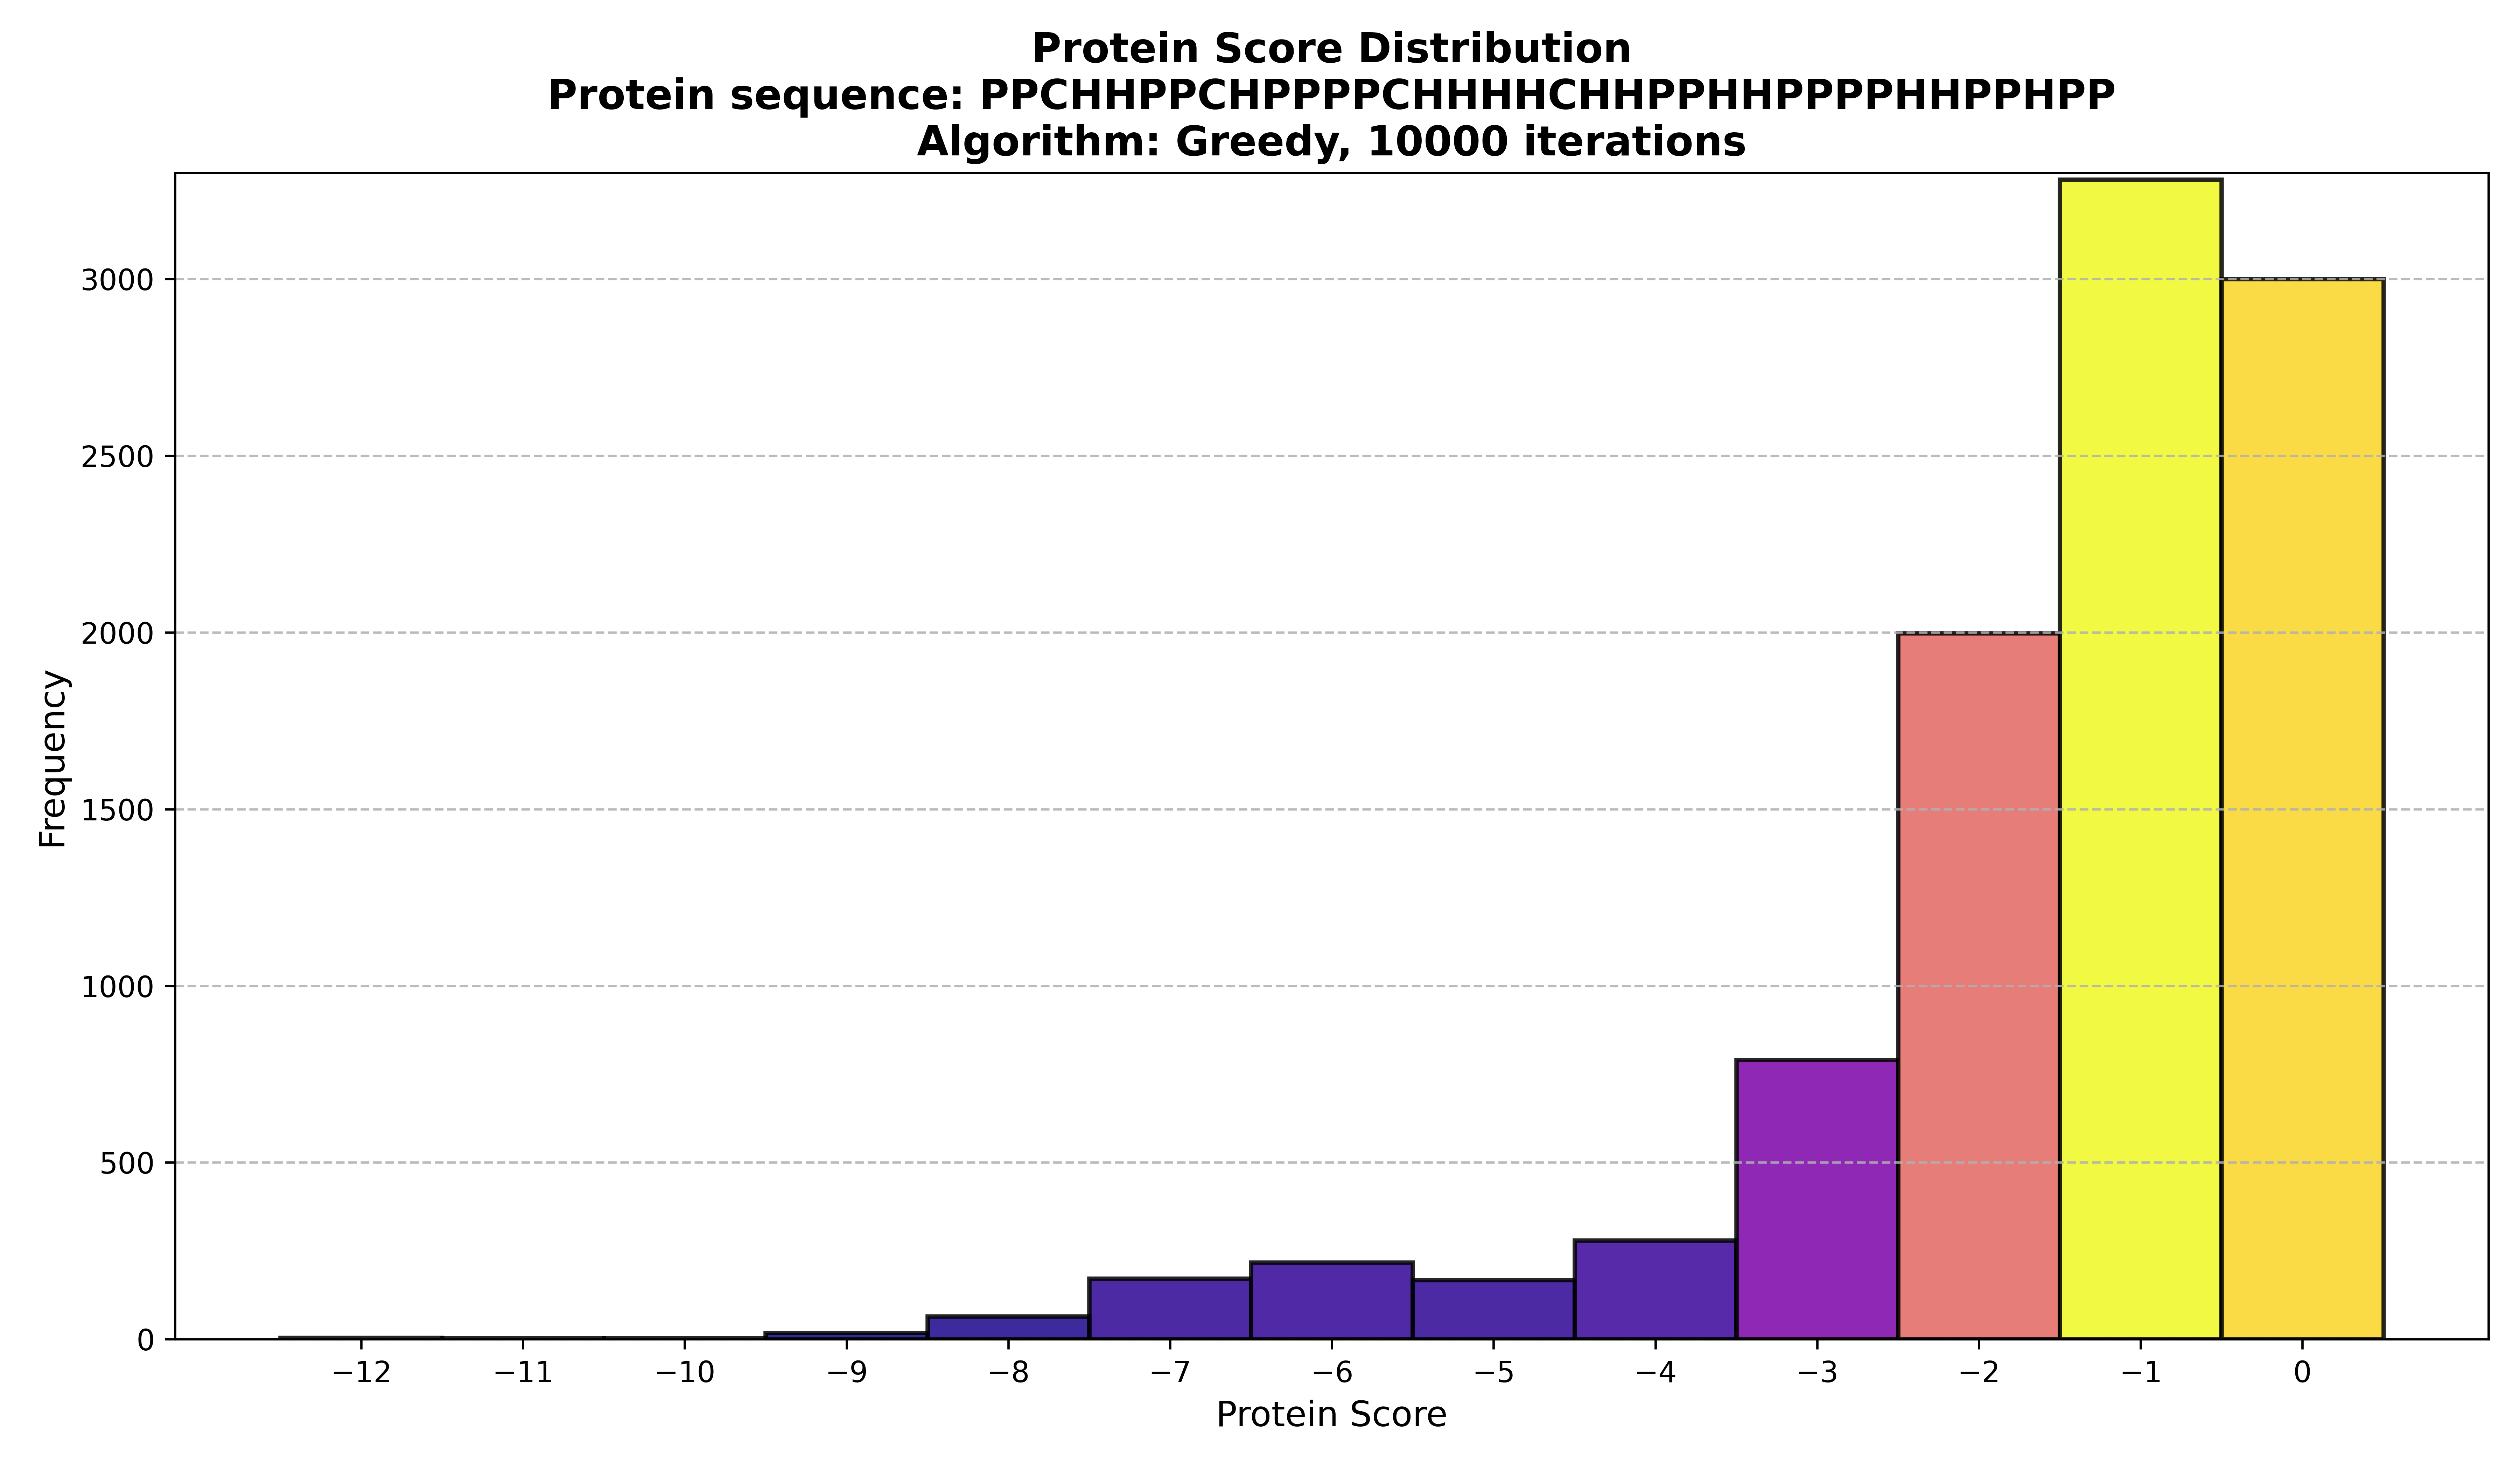 Protein Score Distribution
Protein sequence: PPCHHPPCHPPPPCHHHHCHHPPHHPPPPHHPPHPP
Algorithm: Greedy, 10000 iterations
3000
2500
2000
1500
1000
500
0
Frequency
−12 −11 −10 −9 −8 −7 −6 −5 −4 −3 −2 −1 0
Protein Score